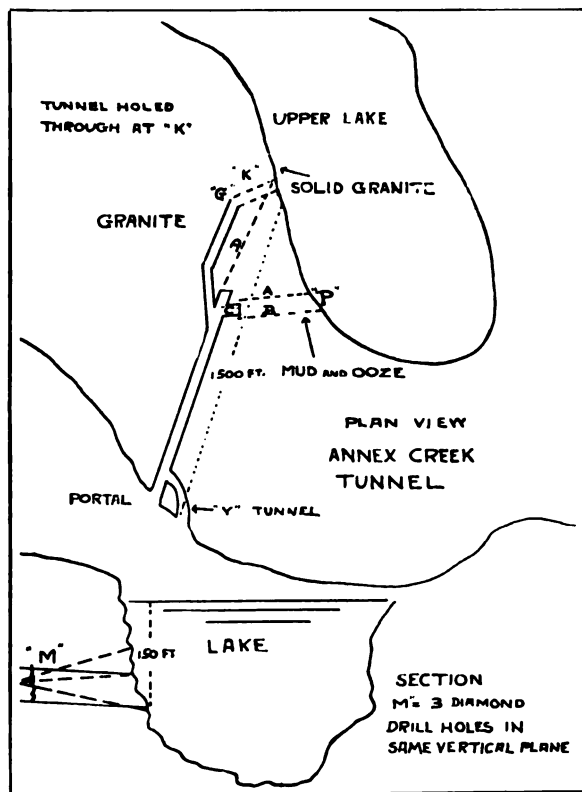 TUNNEL HOLED
THROUGH AT "K"
UPPER LAKE
"K"
"G"
SOLID GRANITE
GRANITE
A
A
"P"
C
B
1500 FT.
MUD AND OOZE
PLAN VIEW
ANNEX CREEK
TUNNEL
PORTAL
"Y" TUNNEL
"M"
150 FT
LAKE
SECTION
M"= 3 DIAMOND
DRILL HOLES IN
SAME VERTICAL PLANE